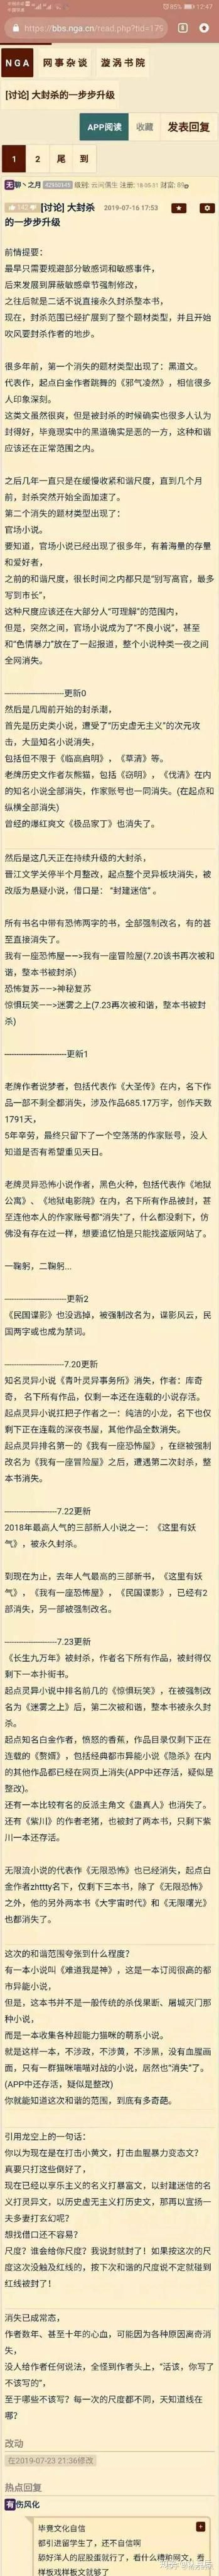 85%
12:47
https://bbs.nga.cn/read.php?tid=179
NGA
网事杂谈
漩涡书院
[讨论] 大封杀的一步步升级
APP阅读
收藏
发表回复
1
2
尾
到
无聊丶之月
[讨论] 大封杀
2019-07-16 17:53
的一步步升级
前情提要：
最早只需要规避部分敏感词和敏感事件，
后来发展到屏蔽敏感章节强制修改，
之往后就是二话不说直接永久封杀整本书，
现在，封杀范围已经扩展到了整个题材类型，并且开始
吹风要封杀作者的地步。
很多年前，第一个消失的题材类型出现了：黑道文。
代表作，起点白金作者跳舞的《邪气凌然》，相信很多
人印象深刻。
这类文虽然很爽，但是被封杀的时候确实也很多人认为
封得好，毕竟现实中的黑道确实是恶的一方，这种和谐
应该还在正常范围之内。
之后几年一直只是在缓慢收紧和谐尺度，直到几个月
前，封杀突然开始全面加速了。
第二个消失的题材类型出现了：
官场小说。
要知道，官场小说已经出现了很多年，有着海量的存量
和爱好者，
之前的和谐尺度，很长时间之内都只是“别写高官，最多
写到市长”，
这种尺度应该还在大部分人“可理解”的范围内，
但是，突然之间，官场小说成为了“不良小说”，甚至
和“色情暴力”放在了一起报道，整个小说种类一夜之间
全网消失。
----------------------更新0
然后是几周前开始的封杀潮，
首先是历史类小说，遭受了“历史虚无主义”的次元攻
击，大量知名小说消失，
包括但不限于《临高启明》，《草清》等。
老牌历史文作者灰熊猫，包括《窃明》，《伐清》在内
的知名小说全部消失，作家账号也一同消失。(在起点和
纵横全部消失)
曾经的爆红爽文《极品家丁》也消失了。
然后是这几天正在持续升级的大封杀，
晋江文学关停半个月整改，起点整个灵异板块消失，被
改版为悬疑小说，借口是：“封建迷信”。
所有书名中带有恐怖两字的书，全部强制改名，有的甚
至直接消失了。
我有一座恐怖屋——>我有一座冒险屋(7.20该书再次被和
谐，整本书被封杀)
恐怖复苏——>神秘复苏
惊悚玩笑——>迷雾之上(7.23再次被和谐，整本书被封
杀)
----------------------更新1
老牌作者说梦者，包括代表作《大圣传》在内，名下作
品一部不剩全都消失，涉及作品685.17万字，创作天数
1791天，
5年辛劳，最终只留下了一个空荡荡的作家账号，没人
知道是否有希望重见天日。
老牌灵异恐怖小说作者，黑色火种，包括代表作《地狱
公寓》、《地狱电影院》在内，名下所有作品被封，甚
至连他本人的作家账号都“消失”了，什么都没剩下，仿
佛没有存在过一样，想要追忆怕是只能找盗版网站了。
一鞠躬，二鞠躬...
----------------------更新2
《民国谍影》也没逃掉，被强制改名为，谍影风云，民
国两字或也成为禁词。
----------------------7.20更新
知名灵异小说《青叶灵异事务所》消失，作者：库奇
奇， 名下所有作品，仅剩一本还在连载的小说存活。
起点灵异小说扛把子作者之一：纯洁的小龙，名下也仅
剩下正在连载的深夜书屋，其他作品全数消失。
起点灵异排名第一的《我有一座恐怖屋》，在继被强制
改名为《我有一座冒险屋》之后，遭遇第二次封杀，整
本书消失。
----------------------7.22更新
2018年最高人气的三部新人小说之一：《这里有妖
气》，被永久封杀。
到现在为止，去年人气最高的三部新书，《这里有妖
气》，《我有一座恐怖屋》，《民国谍影》，已经有2
部消失，另一部被强制改名。
----------------------7.23更新
《长生九万年》被封杀，作者名下所有作品，被封得仅
剩下一本扑街书。
起点灵异小说中排名前几的《惊悚玩笑》，在被强制改
名为《迷雾之上》后，第二次被和谐，整本书被永久封
杀。
起点知名白金作者，愤怒的香蕉，作品目录仅剩下正在
连载的《赘婿》，包括经典都市异能小说《隐杀》在内
的其他作品都已经在网页上消失(APP中还存活，疑似是
整改)。
还有一本比较有名的反派主角文《蛊真人》也消失了。
还有《紫川》的作者老猪，也被封了两本书，只剩下紫
川一本还存活。
无限流小说的代表作《无限恐怖》也已经消失，起点白
金作者zhttty名下，仅剩下三本书，除了《无限恐怖》
之外，他的另外两本书《大宇宙时代》和《无限曙光》
也都消失了。
这次的和谐范围夸张到什么程度？
有一本小说叫《难道我是神》，这是一本订阅很高的都
市异能小说，
但是，这本书并不是一般传统的杀伐果断、屠城灭门那
种小说，
而是一本收集各种超能力猫咪的萌系小说。
就是这样一本，不涉政，不涉黄，不涉黑，没有血腥画
面，只有一群猫咪喵喵对战的小说，居然也“消失”了。
(APP中还存活，疑似是整改)
你就能知道这次和谐的范围，到底有多奇葩。
引用龙空上的一句话：
你以为现在是在打击小黄文，打击血腥暴力变态文？
真要只打这些倒好了，
现在已经以享乐主义的名义打暴富文，以封建迷信的名
义打灵异文，以历史虚无主义打历史文，那再以宣扬一
夫多妻打玄幻呢？
想找借口还不容易？
尺度？谁会给你尺度？我说封就封了！如果按这次的尺
度这次没触及红线的，按下次和谐的尺度说不定就碰到
红线被封了！
消失已成常态，
作者数年、甚至十年的心血，可能因为各种原因离奇消
失，
没人给作者任何说法，全怪到作者头上，“活该，你写了
不该写的”，
至于哪些不该写？每一次的尺度都不同，天知道线在
哪？
改动
在2019-07-23 21:36修改
热点回复
有伤风化
毕竟文化自信
都引进留学生了，还不自信啊
舔好洋人的屁股蛋就行了，看什么糟粕网文，看
样板戏样板文就够了